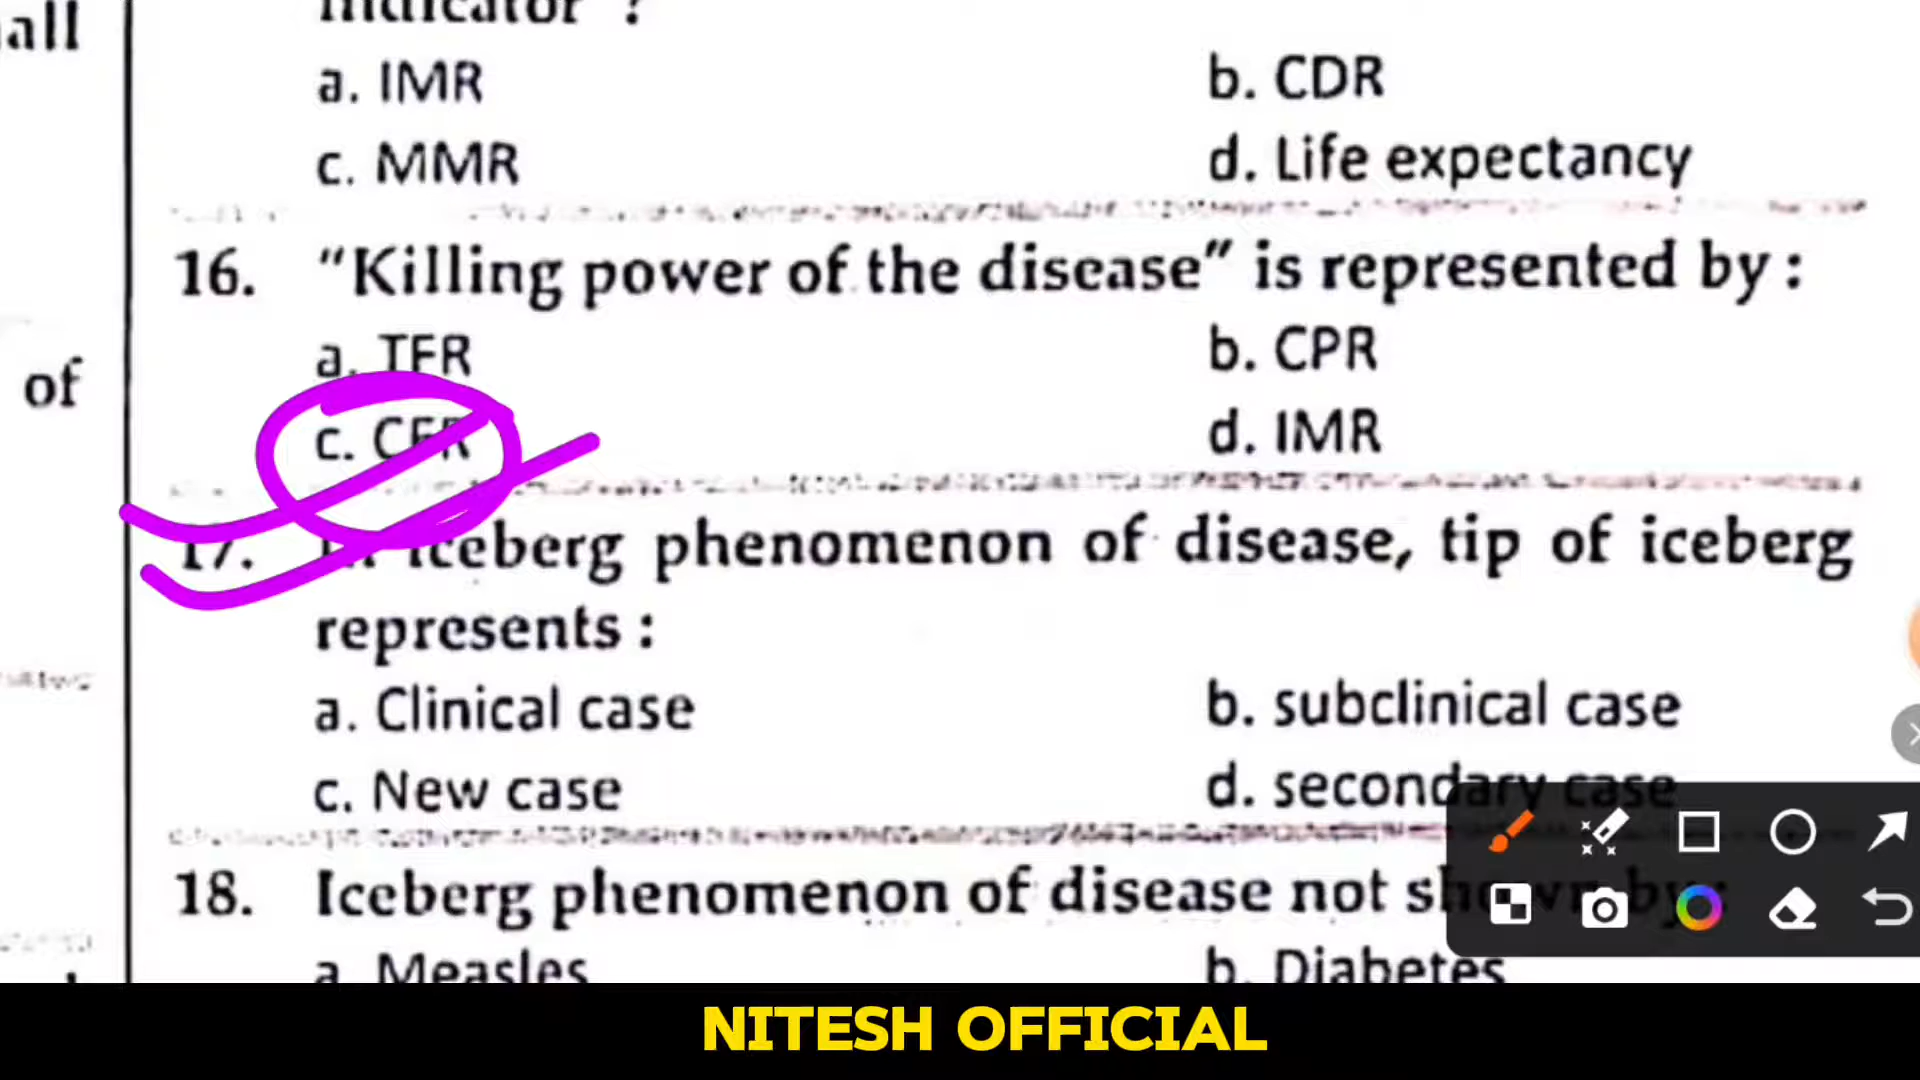 all
indicator ?
a. IMR
b. CDR
c. MMR
d. Life expectancy
16. “Killing power of the disease” is represented by :
a. TFR
b. CPR
of
c. CFR
d. IMR
17. In iceberg phenomenon of disease, tip of iceberg
represents :
a. Clinical case
b. subclinical case
c. New case
d. secondary case
18. Iceberg phenomenon of disease not shown by :
a. Measles
b. Diabetes
NITESH OFFICIAL